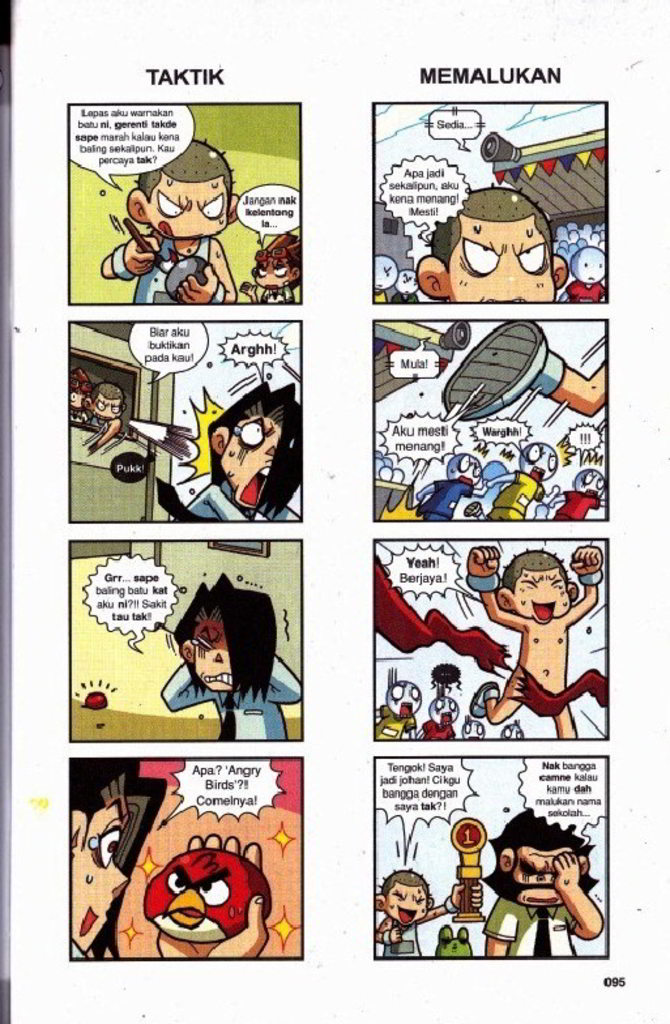 TAKTIK
Lepas aku warnakan
batu ni, gerenti takde
sape marah kalau kena
baling sekalipun. Kau
percaya tak?
Jangan nak
kelentong
la...
Biar aku
buktikan
pada kau!
Arghh!
Pukk!
Grr... sape
baling batu kat
aku ni?!! Sakit
tau tak!!
Apa? 'Angry
Birds'?!!
Comelnya!
MEMALUKAN
Sedia...
Apa jadi
sekalipun, aku
kena menang!
Mesti!
Mula!
Aku mesti
menang!!
Warghh!
!!!
Yeah!
Berjaya!
Tengok! Saya
jadi johan! Cikgu
bangga dengan
saya tak?!
Nak bangga
camne kalau
kamu dah
malukan nama
sekolah...
1
095